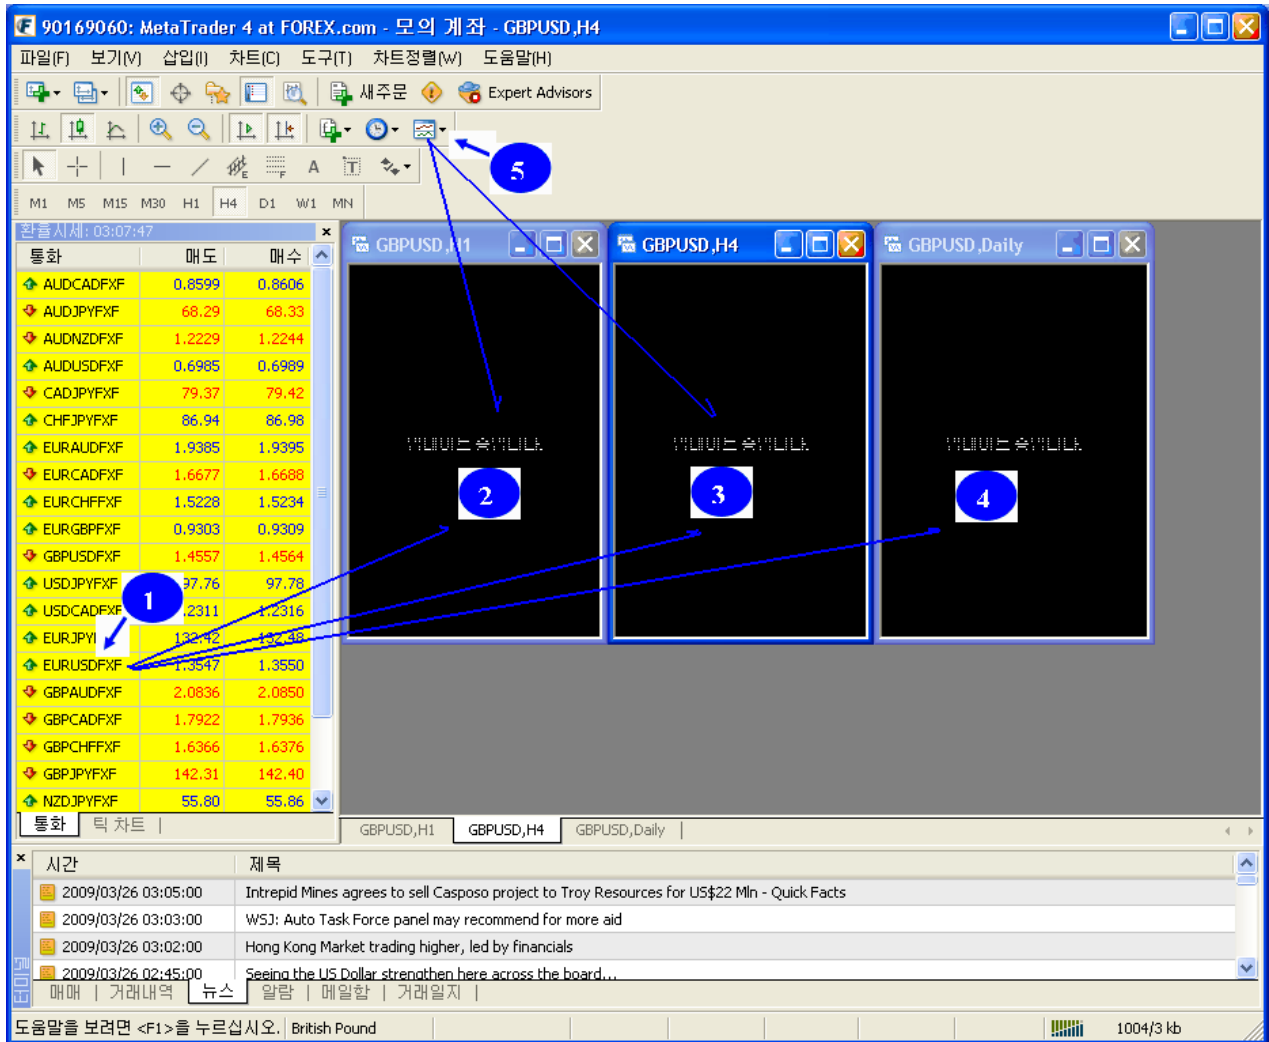 90169060: MetaTrader 4 at FOREX.com - 모의 계좌 - GBPUSD,H4
파일(F) 보기(V) 삽입(I) 차트(C) 도구(T) 차트정렬(W) 도움말(H)
새주문 Expert Advisors
5
E F A T
M1 M5 M15 M30 H1 H4 D1 W1 MN
환율시세: 03:07:47
통화 매도 매수
AUDCADFXF 0.8599 0.8606
AUDJPYFXF 68.29 68.33
AUDNZDFXF 1.2229 1.2244
AUDUSDFXF 0.6985 0.6989
CADJPYFXF 79.37 79.42
CHFJPYFXF 86.94 86.98
EURAUDFXF 1.9385 1.9395
EURCADFXF 1.6677 1.6688
EURCHFFXF 1.5228 1.5234
EURGBPFXF 0.9303 0.9309
GBPUSDFXF 1.4557 1.4564
USDJPYFXF 97.76 97.78
USDCADFXF .2311 1.2316
EURJPY 132.42 132.48
EURUSDFXF 1.3547 1.3550
GBPAUDFXF 2.0836 2.0850
GBPCADFXF 1.7922 1.7936
GBPCHFFXF 1.6366 1.6376
GBPJPYFXF 142.31 142.40
NZDJPYFXF 55.80 55.86
1
통화 틱 차트
GBPUSD,H1
GBPUSD,H4
GBPUSD,Daily
2
3
4
GBPUSD,H1 GBPUSD,H4 GBPUSD,Daily
시간 제목
2009/03/26 03:05:00 Intrepid Mines agrees to sell Casposo project to Troy Resources for US$22 Mln - Quick Facts
2009/03/26 03:03:00 WSJ: Auto Task Force panel may recommend for more aid
2009/03/26 03:02:00 Hong Kong Market trading higher, led by financials
2009/03/26 02:45:00 Seeing the US Dollar strengthen here across the board...
매매 거래내역 뉴스 알람 메일함 거래일지
도움말을 보려면 <F1>을 누르십시오. British Pound 1004/3 kb